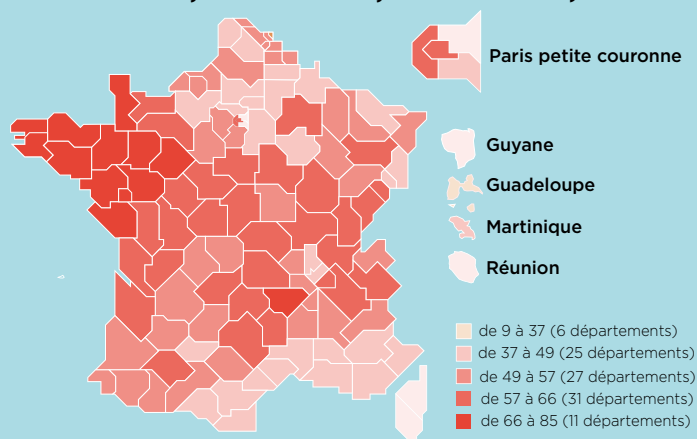 Paris petite couronne
Guyane
Guadeloupe
Martinique
Réunion
de 9 à 37 (6 départements)
de 37 à 49 (25 départements)
de 49 à 57 (27 départements)
de 57 à 66 (31 départements)
de 66 à 85 (11 départements)